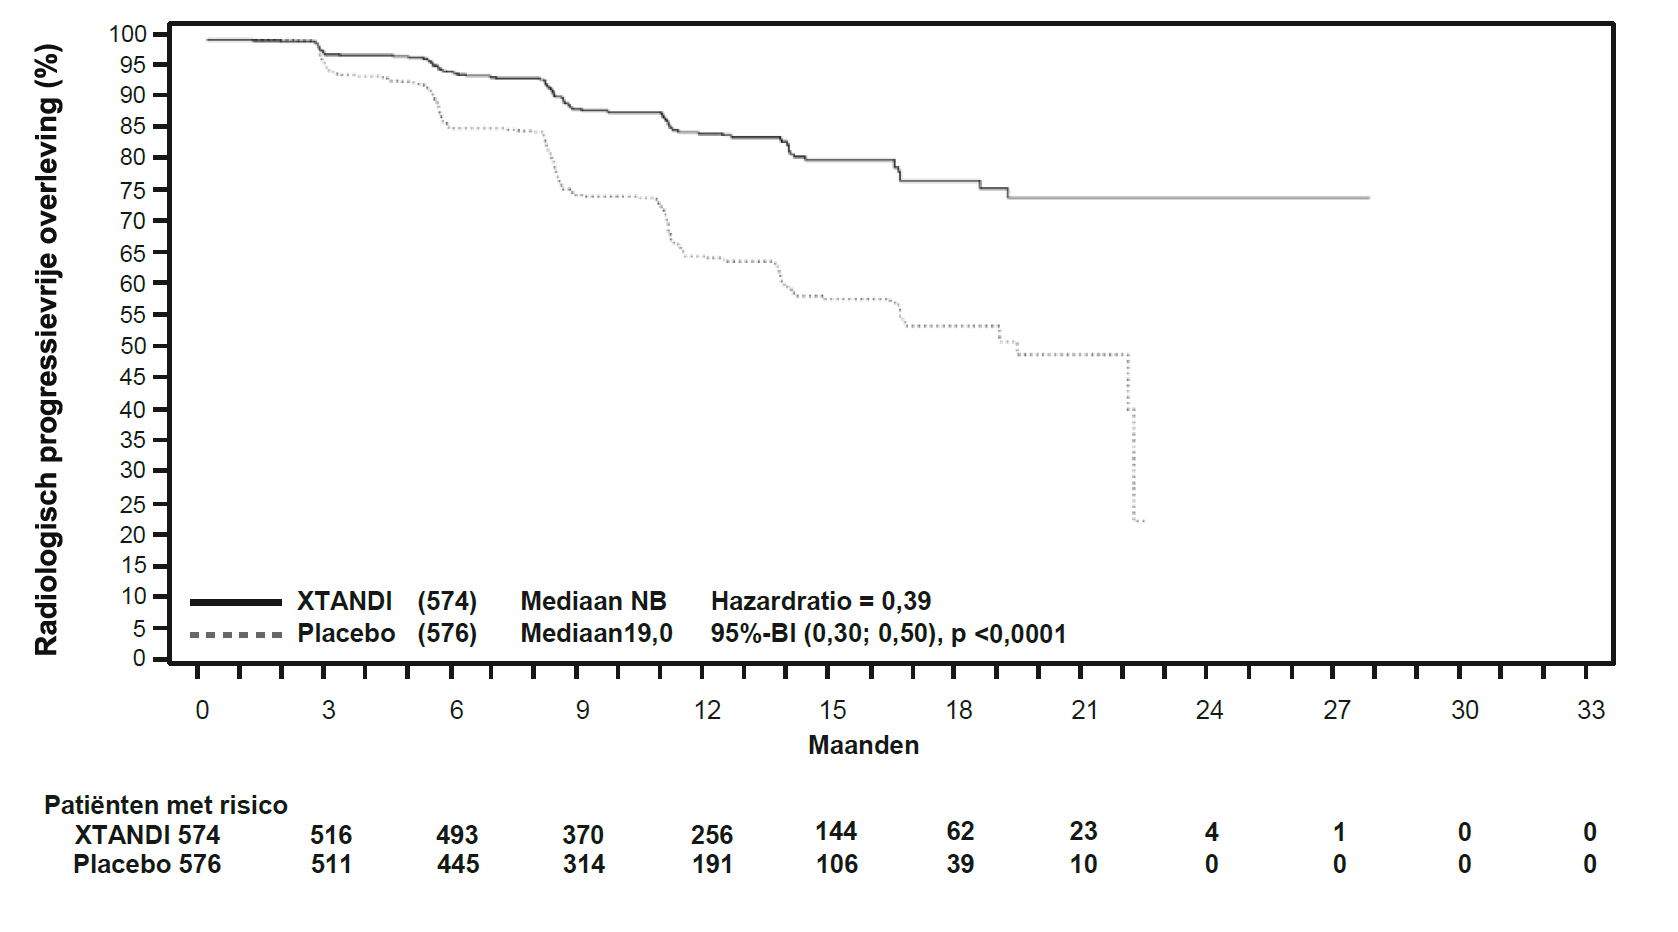 Radiologisch progressievrije overleving (%)
100
95
90
85
80
75
70
65
60
55
50
45
40
35
30
25
20
15
10
5
0
XTANDI (574) Mediaan NB Hazardratio = 0,39
Placebo (576) Mediaan19,0 95%-BI (0,30; 0,50), p <0,0001
0 3 6 9 12 15 18 21 24 27 30 33
Maanden
Patiënten met risico
XTANDI 574 516 493 370 256 144 62 23 4 1 0 0
Placebo 576 511 445 314 191 106 39 10 0 0 0 0